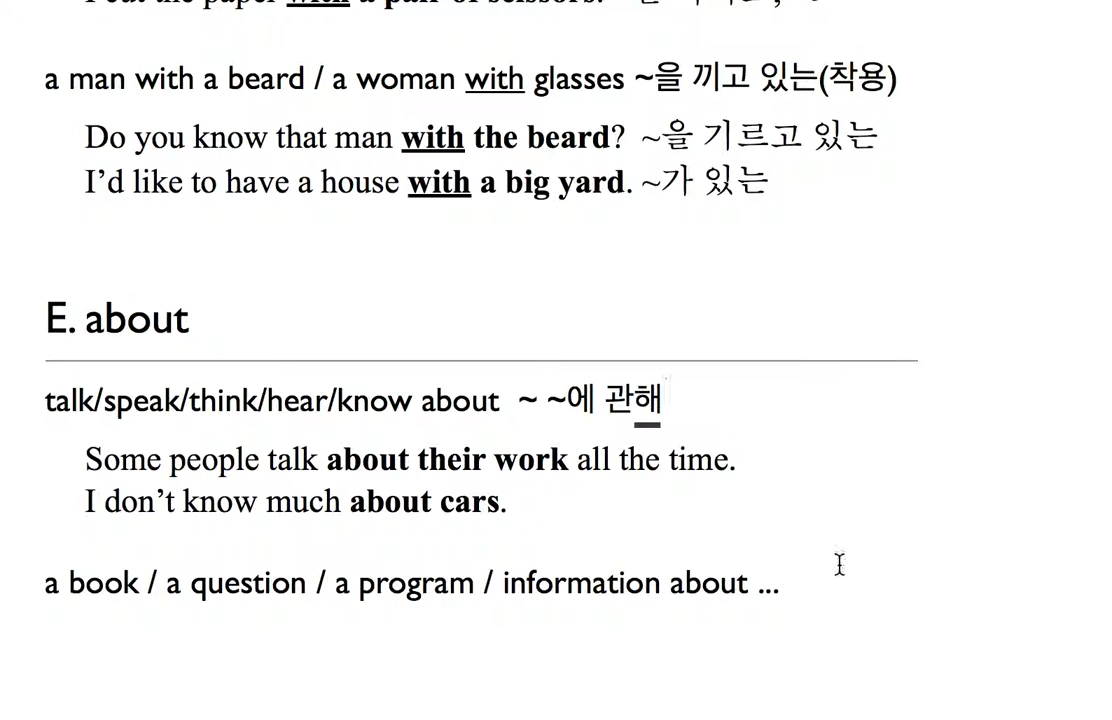 a man with a beard / a woman with glasses ~을 끼고 있는(착용)
Do you know that man with the beard? ~을 기르고 있는
I'd like to have a house with a big yard. ~가 있는
E. about
talk/speak/think/hear/know about ~ ~에 관해
Some people talk about their work all the time.
I don't know much about cars.
a book / a question / a program / information about ...